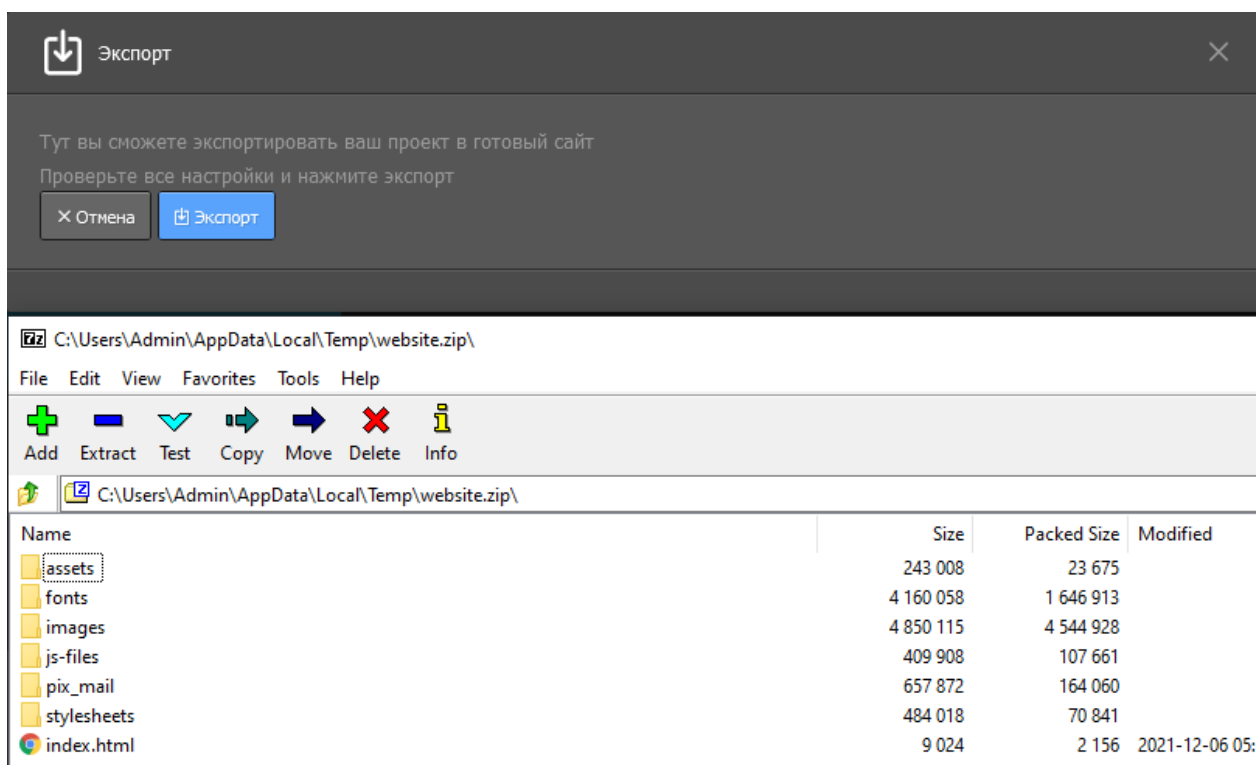 Экспорт
Тут вы сможете экспортировать ваш проект в готовый сайт
Проверьте все настройки и нажмите экспорт
Отмена Экспорт
7z C:\Users\Admin\AppData\Local\Temp\website.zip\
File Edit View Favorites Tools Help
Add Extract Test Copy Move Delete Info
C:\Users\Admin\AppData\Local\Temp\website.zip\
Name Size Packed Size Modified
assets 243 008 23 675
fonts 4 160 058 1 646 913
images 4 850 115 4 544 928
js-files 409 908 107 661
pix_mail 657 872 164 060
stylesheets 484 018 70 841
index.html 9 024 2 156 2021-12-06 05: